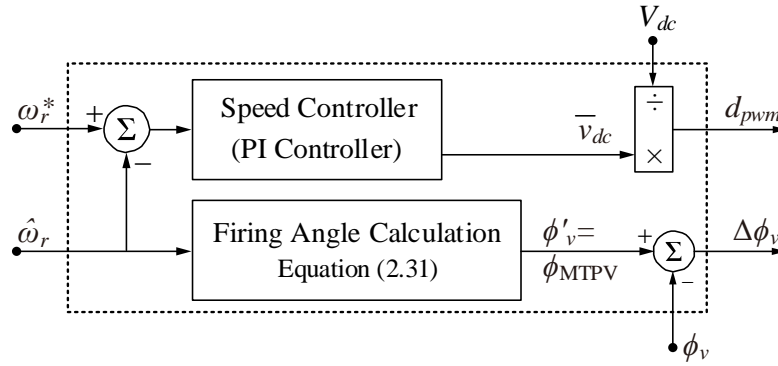 V_dc
ω_r^*
+
Σ
−
Speed Controller
(PI Controller)
v̅_dc
÷
×
d_pwm
ω̂_r
Firing Angle Calculation
Equation (2.31)
ϕ′_v=
ϕ_MTPV
+
Σ
−
Δϕ_v
ϕ_v